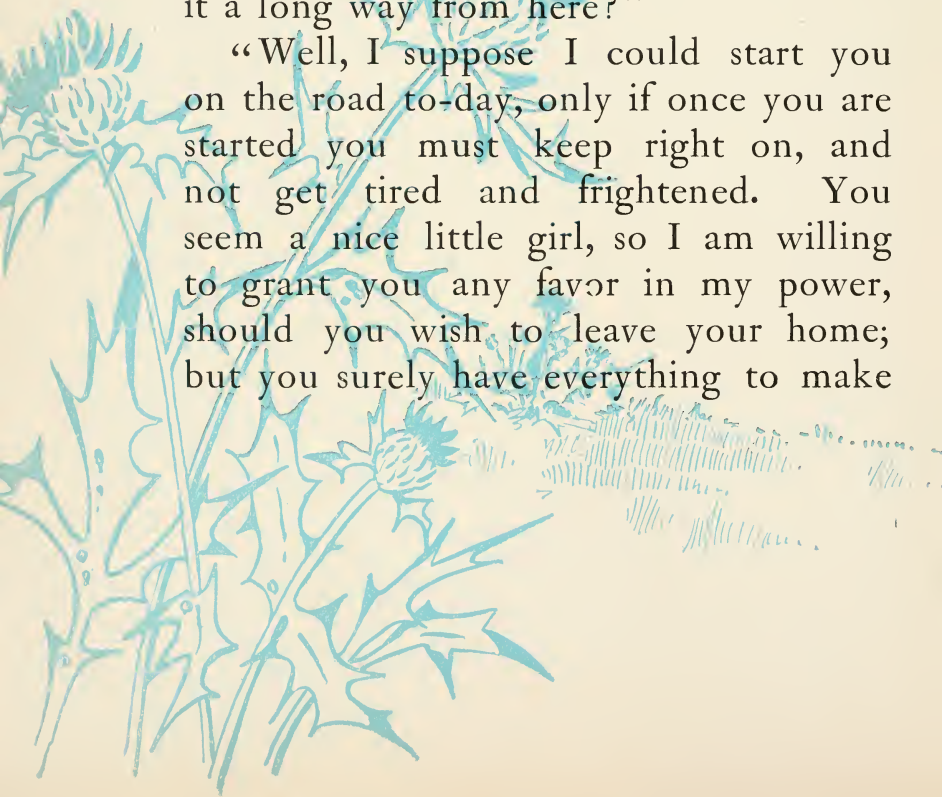 it a long way from here?"
“Well, I suppose I could start you
on the road to-day, only if once you are
started you must keep right on, and
not get tired and frightened. You
seem a nice little girl, so I am willing
to grant you any favor in my power,
should you wish to leave your home;
but you surely have everything to make